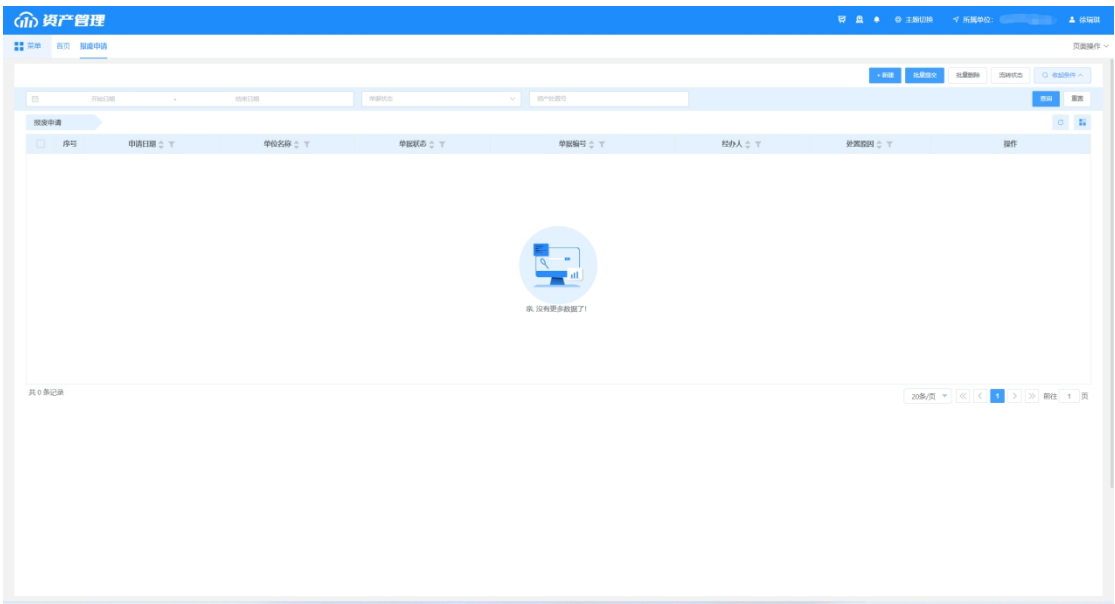 资产管理 主题切换 所属单位: 徐瑞琪
菜单 首页 报废申请 页面操作
+ 新建 批量提交 批量删除 流转状态 收起条件
开始日期 - 结束日期 单据状态 查询 重置
报废申请
序号 申请日期 单位名称 单据状态 单据编号 经办人 处置原因 操作
亲, 没有更多数据了!
共 0 条记录 20条/页 1 前往 1 页